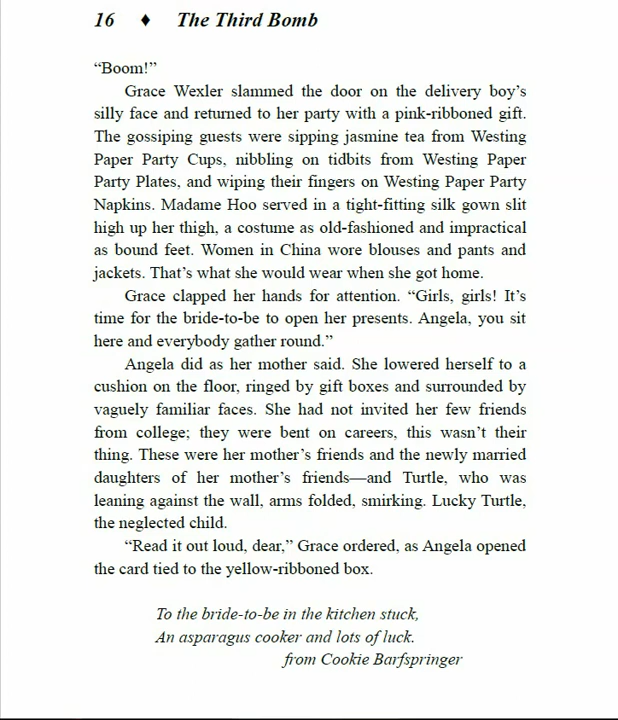 16 ♦ The Third Bomb
“Boom!”
Grace Wexler slammed the door on the delivery boy’s
silly face and returned to her party with a pink-ribboned gift.
The gossiping guests were sipping jasmine tea from Westing
Paper Party Cups, nibbling on tidbits from Westing Paper
Party Plates, and wiping their fingers on Westing Paper Party
Napkins. Madame Hoo served in a tight-fitting silk gown slit
high up her thigh, a costume as old-fashioned and impractical
as bound feet. Women in China wore blouses and pants and
jackets. That’s what she would wear when she got home.
Grace clapped her hands for attention. “Girls, girls! It’s
time for the bride-to-be to open her presents. Angela, you sit
here and everybody gather round.”
Angela did as her mother said. She lowered herself to a
cushion on the floor, ringed by gift boxes and surrounded by
vaguely familiar faces. She had not invited her few friends
from college; they were bent on careers, this wasn’t their
thing. These were her mother’s friends and the newly married
daughters of her mother’s friends—and Turtle, who was
leaning against the wall, arms folded, smirking. Lucky Turtle,
the neglected child.
“Read it out loud, dear,” Grace ordered, as Angela opened
the card tied to the yellow-ribboned box.
To the bride-to-be in the kitchen stuck,
An asparagus cooker and lots of luck.
from Cookie Barfspringer